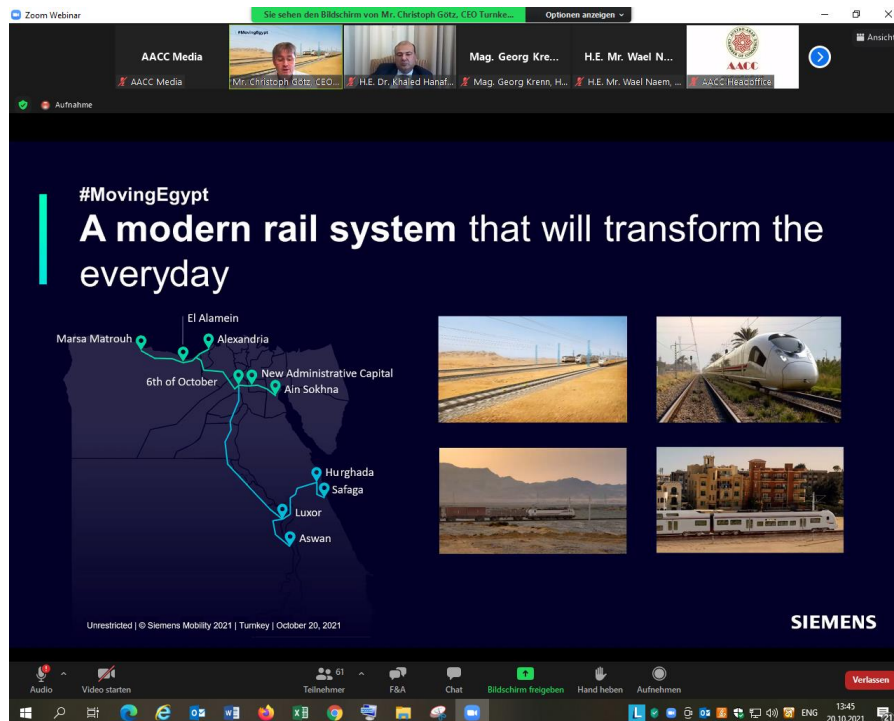 Zoom Webinar
Sie sehen den Bildschirm von Mr. Christoph Götz, CEO Turnke...
Optionen anzeigen
Ansicht
AACC Media
AACC Media
#MovingEgypt
Mr. Christoph Götz, CEO...
H.E. Dr. Khaled Hanaf...
Mag. Georg Kre...
Mag. Georg Krenn, H...
H.E. Mr. Wael N...
H.E. Mr. Wael Naem, ...
AACC
AACC Headoffice
Aufnahme
#MovingEgypt
A modern rail system that will transform the
everyday
El Alamein
Marsa Matrouh
Alexandria
6th of October
New Administrative Capital
Ain Sokhna
Hurghada
Safaga
Luxor
Aswan
Unrestricted | © Siemens Mobility 2021 | Turnkey | October 20, 2021
SIEMENS
Audio
Video starten
61
Teilnehmer
F&A
Chat
Bildschirm freigeben
Hand heben
Aufnehmen
Verlassen
ENG
13:45
20.10.2021